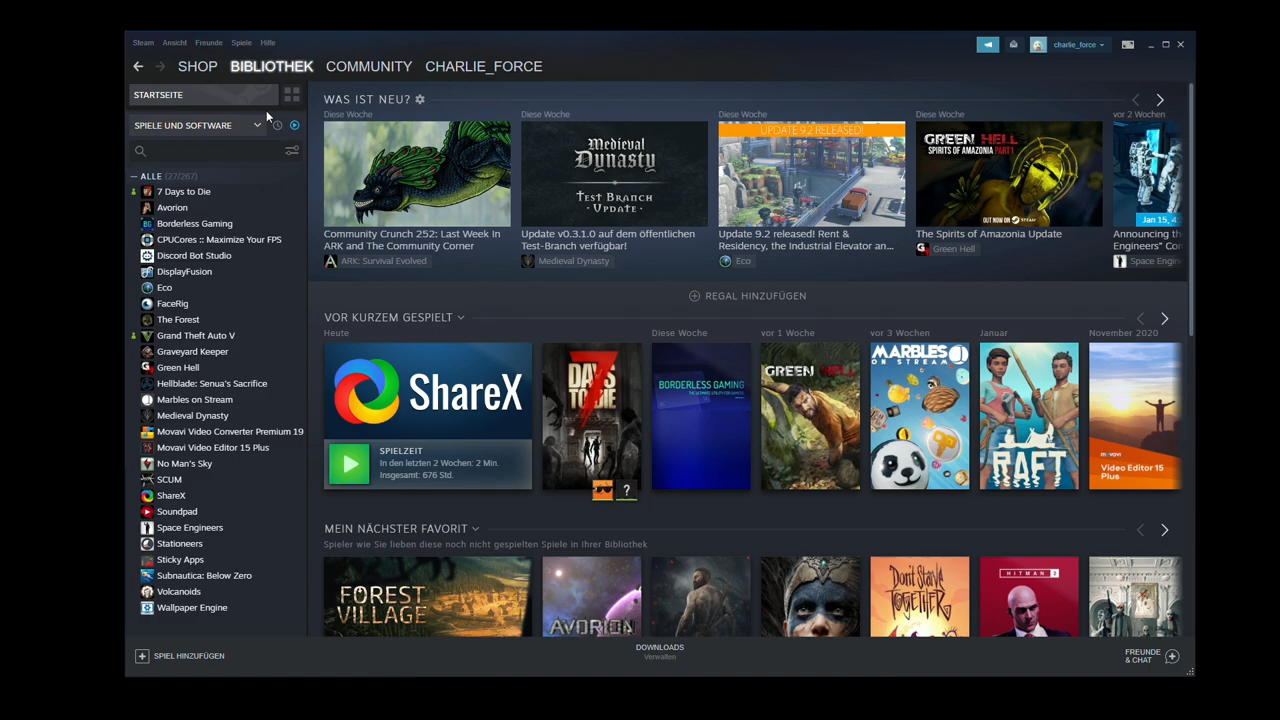 Steam Ansicht Freunde Spiele Hilfe
charlie_force
SHOP BIBLIOTHEK COMMUNITY CHARLIE_FORCE
STARTSEITE
SPIELE UND SOFTWARE
ALLE (27/267)
7 Days to Die
Avorion
Borderless Gaming
CPUCores :: Maximize Your FPS
Discord Bot Studio
DisplayFusion
Eco
FaceRig
The Forest
Grand Theft Auto V
Graveyard Keeper
Green Hell
Hellblade: Senua's Sacrifice
Marbles on Stream
Medieval Dynasty
Movavi Video Converter Premium 19
Movavi Video Editor 15 Plus
No Man's Sky
SCUM
ShareX
Soundpad
Space Engineers
Stationeers
Sticky Apps
Subnautica: Below Zero
Volcanoids
Wallpaper Engine
WAS IST NEU?
Diese Woche
Community Crunch 252: Last Week In
ARK and The Community Corner
ARK: Survival Evolved
Diese Woche
Medieval
Dynasty
TEST BRANCH
· UPDATE ·
Update v0.3.1.0 auf dem öffentlichen
Test-Branch verfügbar!
Medieval Dynasty
Diese Woche
UPDATE 9.2 RELEASED!
Update 9.2 released! Rent &
Residency, the Industrial Elevator an...
Eco
Diese Woche
GREEN HELL
SPIRITS OF AMAZONIA PART1
OUT NOW ON STEAM
The Spirits of Amazonia Update
Green Hell
vor 2 Wochen
Jan 15, 4:
Announcing th
Engineers" Con
Space Engin
REGAL HINZUFÜGEN
VOR KURZEM GESPIELT
Heute
ShareX
SPIELZEIT
In den letzten 2 Wochen: 2 Min.
Insgesamt: 676 Std.
7
DAYS
TO DIE
?
Diese Woche
BORDERLESS GAMING
vor 1 Woche
GREEN HELL
vor 3 Wochen
MARBLES
ON STREAM
Januar
RAFT
November 2020
movavi
Video Editor 15
Plus
MEIN NÄCHSTER FAVORIT
Spieler wie Sie lieben diese noch nicht gespielten Spiele in Ihrer Bibliothek
FOREST
VILLAGE
AVORION
Don't Starve
TOGETHER
HITMAN 2
SPIEL HINZUFÜGEN
DOWNLOADS
Verwalten
FREUNDE
& CHAT